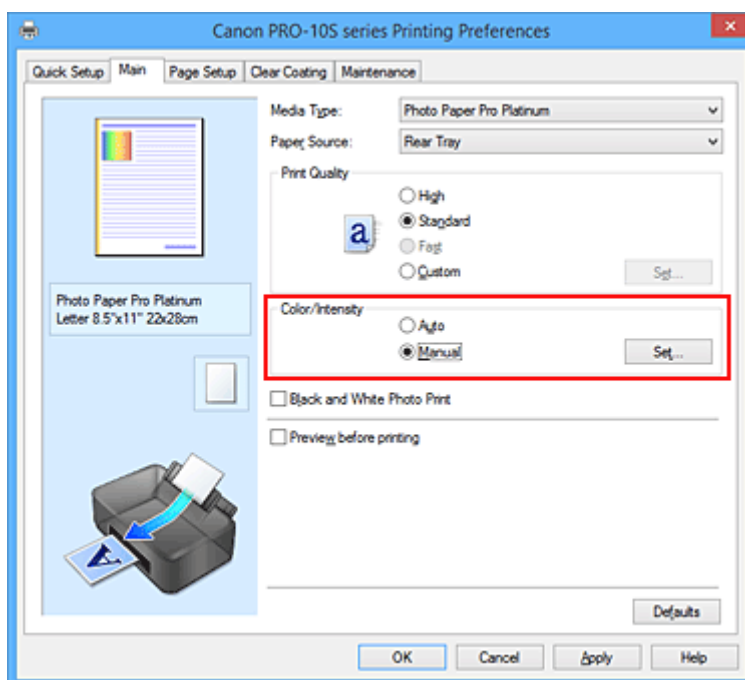 Canon PRO-10S series Printing Preferences
Quick Setup Main Page Setup Clear Coating Maintenance
Media Type: Photo Paper Pro Platinum
Paper Source: Rear Tray
Print Quality
High
Standard
Fast
Custom Set...
Photo Paper Pro Platinum
Letter 8.5"x11" 22x28cm
Color/Intensity
Auto
Manual Set...
Black and White Photo Print
Preview before printing
Defaults
OK Cancel Apply Help